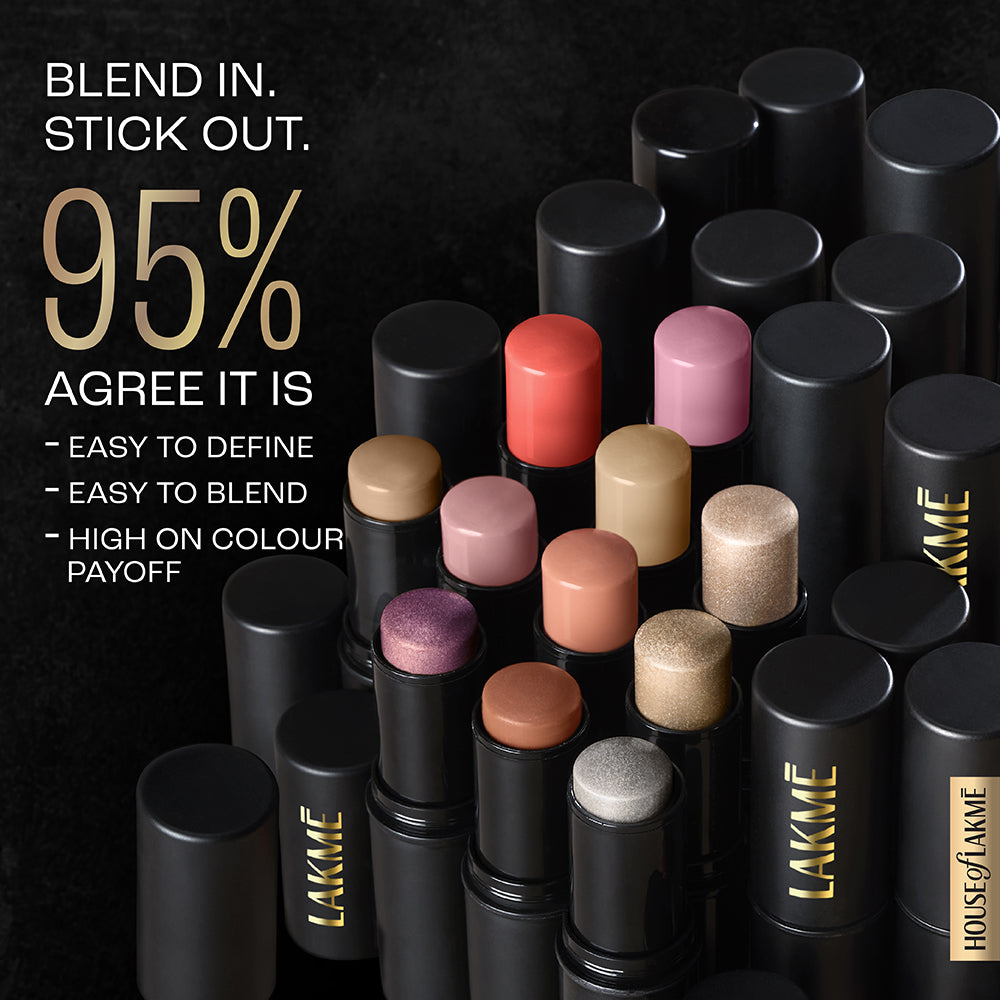 BLEND IN.
STICK OUT.
95%
AGREE IT IS
- EASY TO DEFINE
- EASY TO BLEND
- HIGH ON COLOUR
PAYOFF
LAKMĒ
LAKMĒ
AKMĒ
HOUSE of LAKMĒ